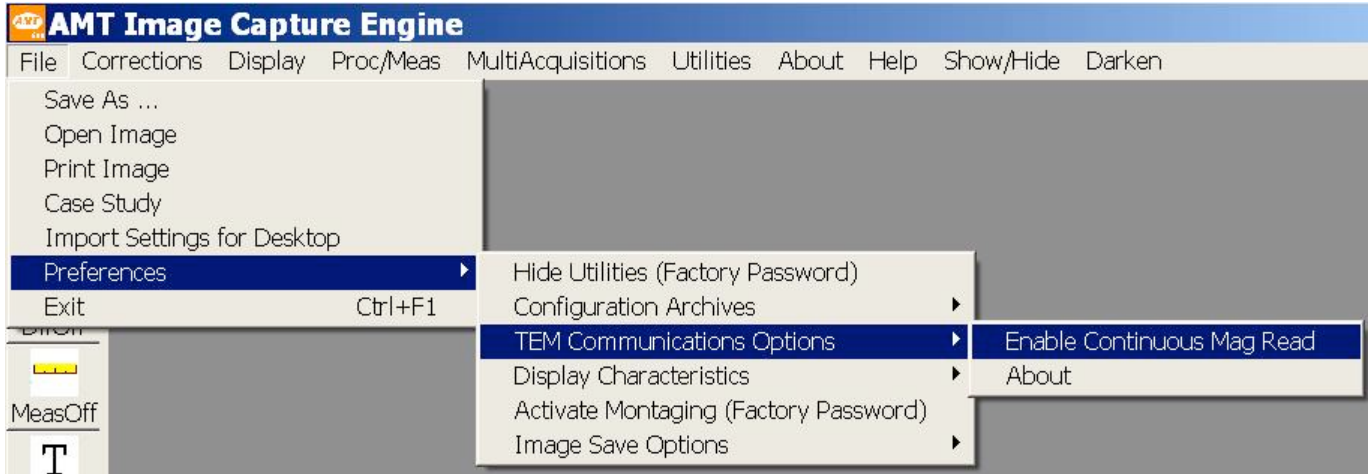 AMT Image Capture Engine
File Corrections Display Proc/Meas MultiAcquisitions Utilities About Help Show/Hide Darken
Save As ...
Open Image
Print Image
Case Study
Import Settings for Desktop
Preferences
Exit Ctrl+F1
Hide Utilities (Factory Password)
Configuration Archives
TEM Communications Options
Display Characteristics
Activate Montaging (Factory Password)
Image Save Options
Enable Continuous Mag Read
About
MeasOff
T